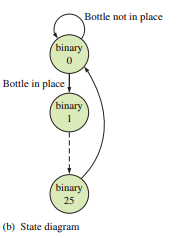 Bottle not in place
binary
0
Bottle in place
binary
1
binary
25
(b) State diagram